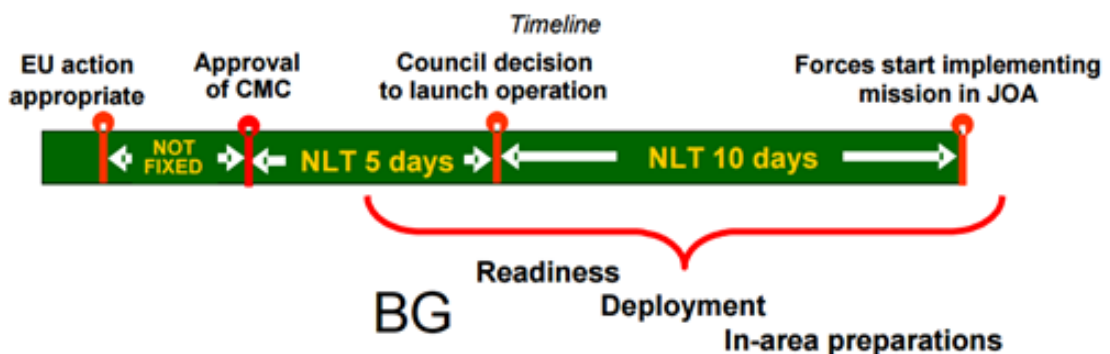 Timeline
EU action
appropriate
Approval
of CMC
Council decision
to launch operation
Forces start implementing
mission in JOA
NOT
FIXED
NLT 5 days
NLT 10 days
Readiness
BG
Deployment
In-area preparations